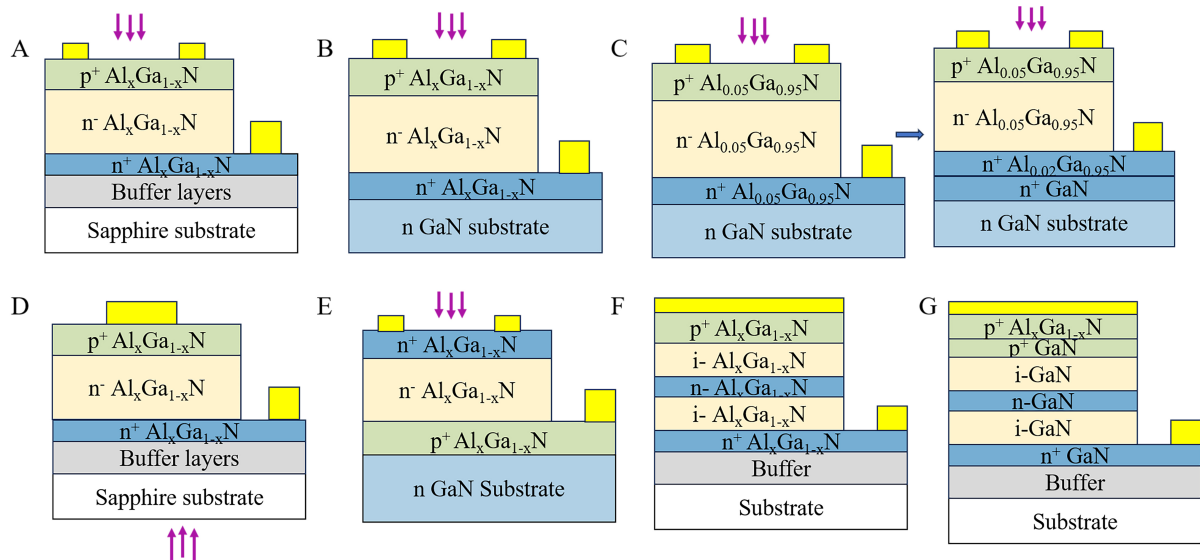 A
p⁺ AlₓGa₁₋ₓN
n⁻ AlₓGa₁₋ₓN
n⁺ AlₓGa₁₋ₓN
Buffer layers
Sapphire substrate
B
p⁺ AlₓGa₁₋ₓN
n⁻ AlₓGa₁₋ₓN
n⁺ AlₓGa₁₋ₓN
n GaN substrate
C
p⁺ Al₀.₀₅Ga₀.₉₅N
n⁻ Al₀.₀₅Ga₀.₉₅N
n⁺ Al₀.₀₅Ga₀.₉₅N
n GaN substrate
p⁺ Al₀.₀₅Ga₀.₉₅N
n⁻ Al₀.₀₅Ga₀.₉₅N
n⁺ Al₀.₀₂Ga₀.₉₅N
n⁺ GaN
n GaN substrate
D
p⁺ AlₓGa₁₋ₓN
n⁻ AlₓGa₁₋ₓN
n⁺ AlₓGa₁₋ₓN
Buffer layers
Sapphire substrate
E
n⁺ AlₓGa₁₋ₓN
n⁻ AlₓGa₁₋ₓN
p⁺ AlₓGa₁₋ₓN
n GaN Substrate
F
p⁺ AlₓGa₁₋ₓN
i- AlₓGa₁₋ₓN
n- AlₓGa₁₋ₓN
i- AlₓGa₁₋ₓN
n⁺ AlₓGa₁₋ₓN
Buffer
Substrate
G
p⁺ AlₓGa₁₋ₓN
p⁺ GaN
i-GaN
n-GaN
i-GaN
n⁺ GaN
Buffer
Substrate